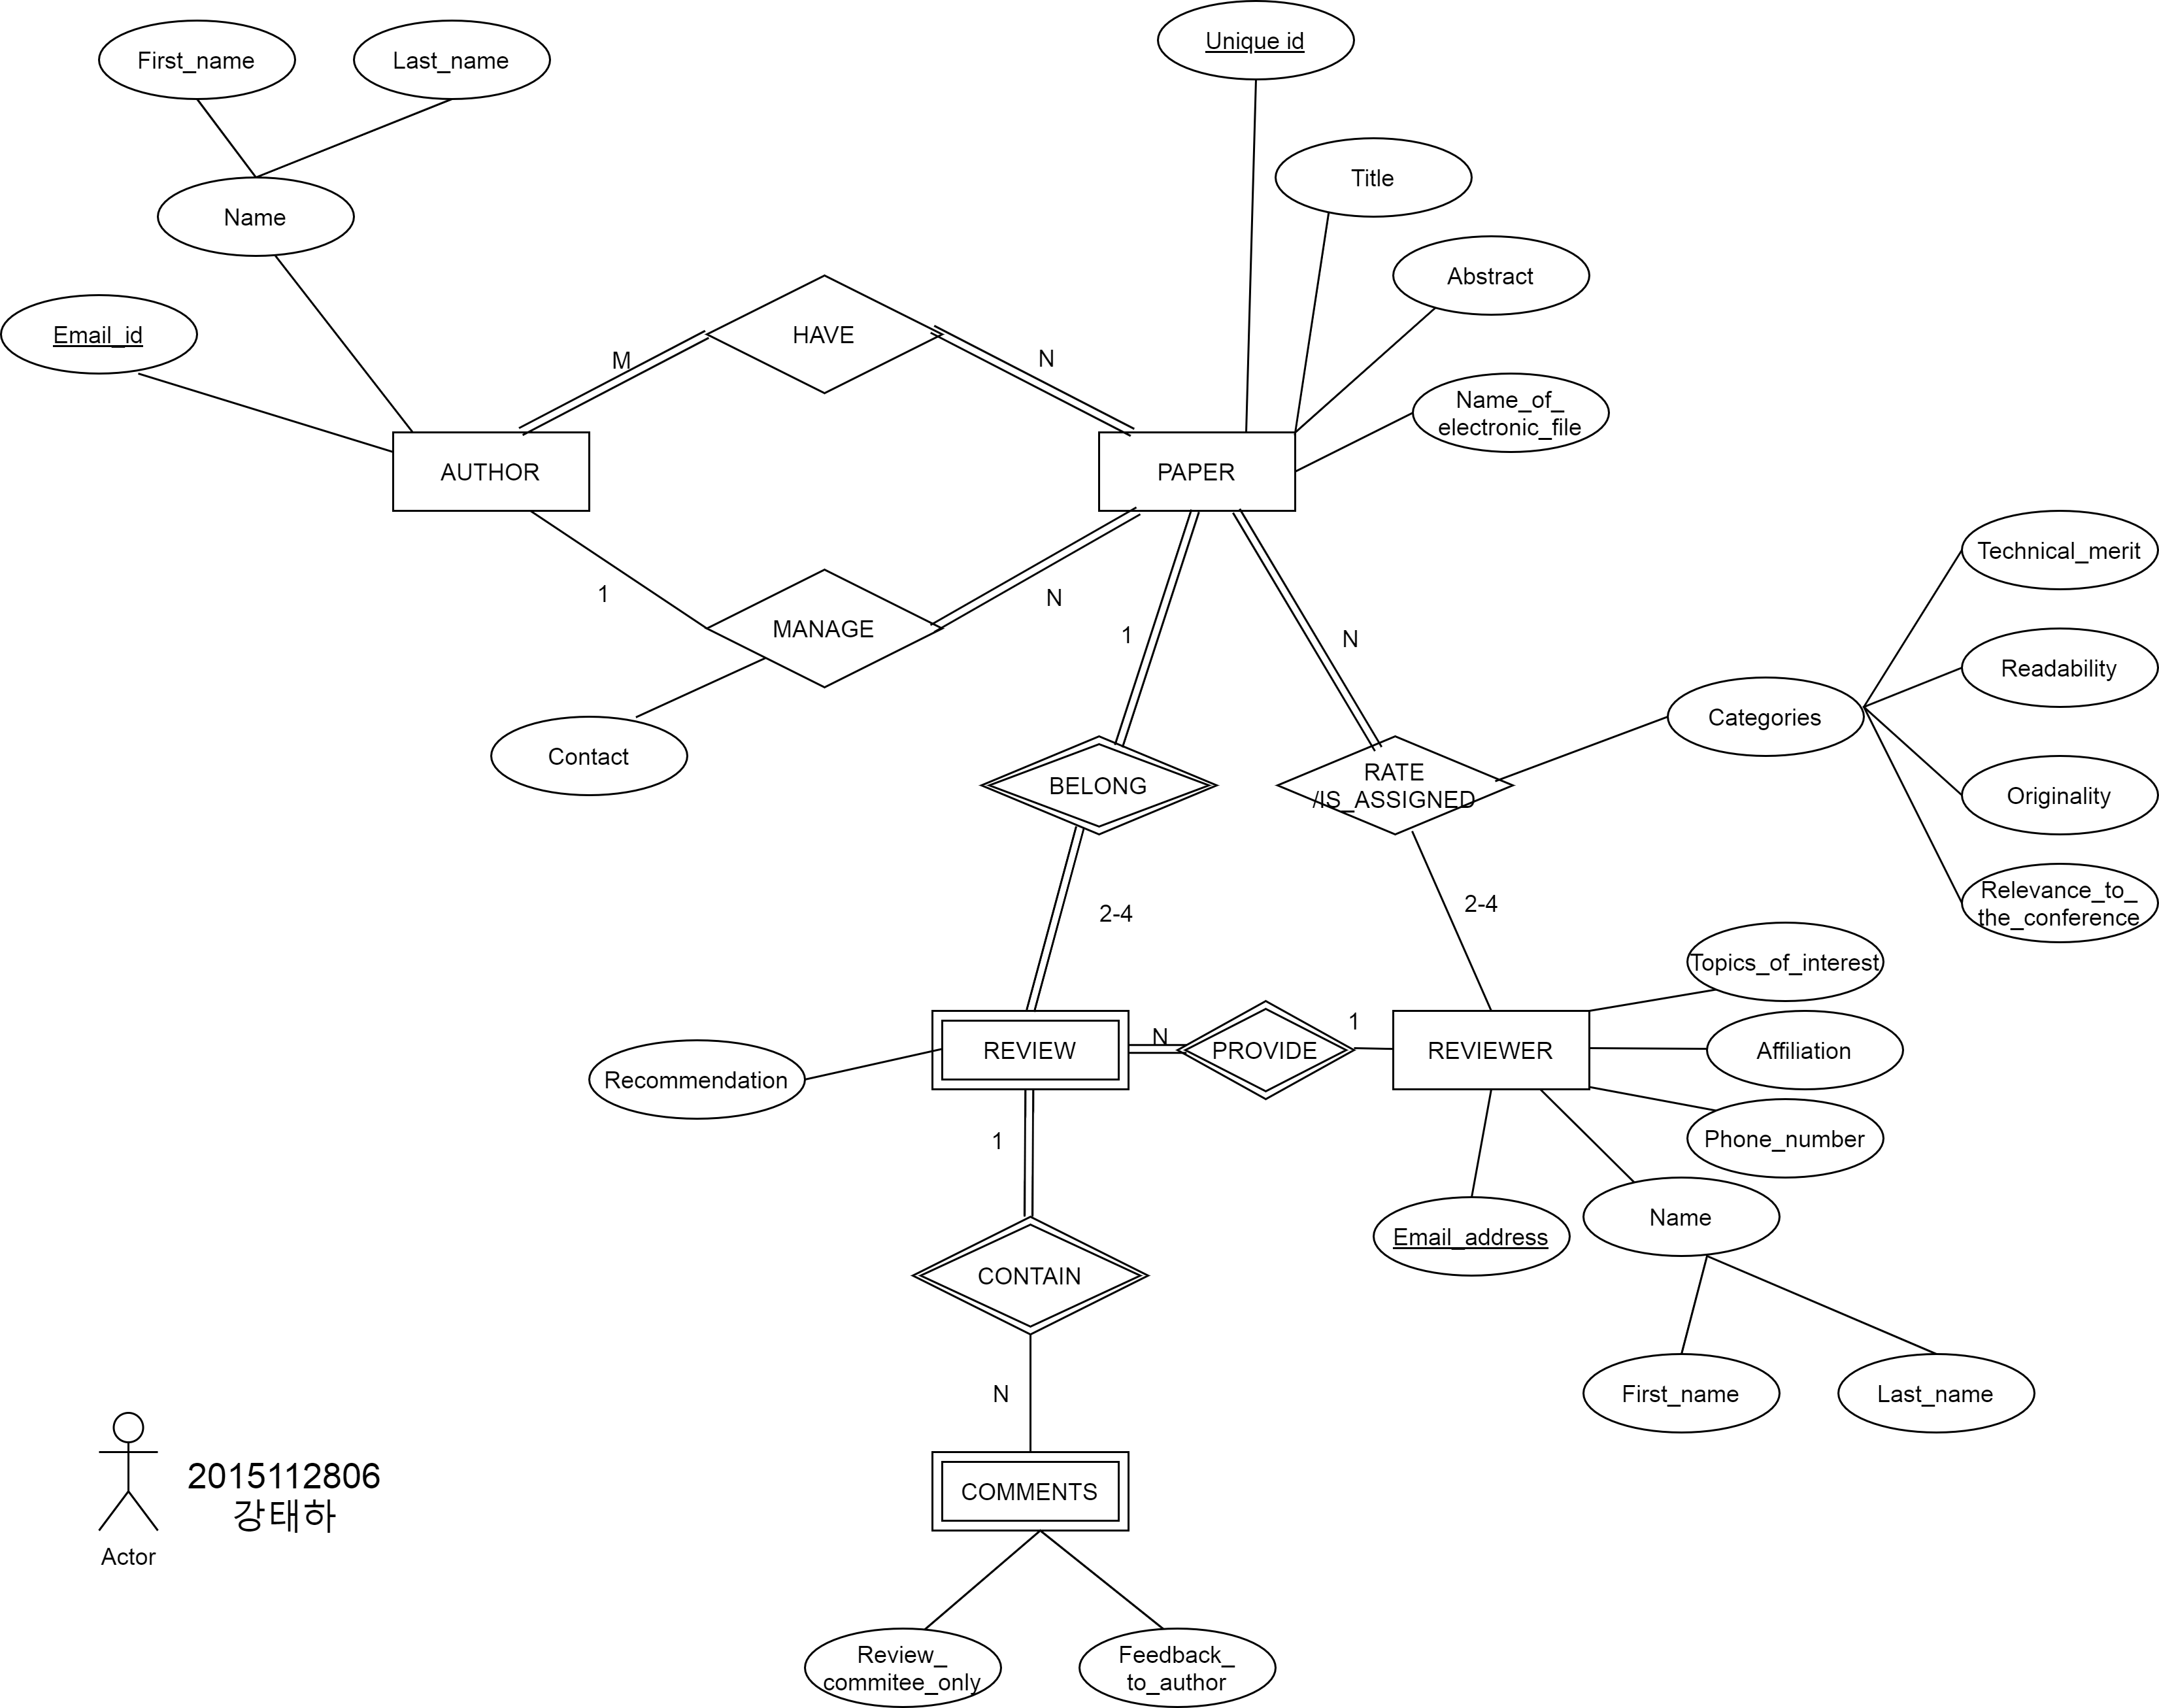 Unique id
First_name
Last_name
Title
Name
Abstract
Email_id
HAVE
M
N
Name_of_
electronic_file
AUTHOR
PAPER
Technical_merit
1
N
MANAGE
1
N
Readability
Categories
Contact
BELONG
RATE
/IS_ASSIGNED
Originality
2-4
2-4
Relevance_to_
the_conference
Topics_of_interest
REVIEW
N
PROVIDE
1
REVIEWER
Affiliation
Recommendation
1
Phone_number
Email_address
Name
CONTAIN
N
First_name
Last_name
2015112806
강태하
COMMENTS
Actor
Review_
commitee_only
Feedback_
to_author